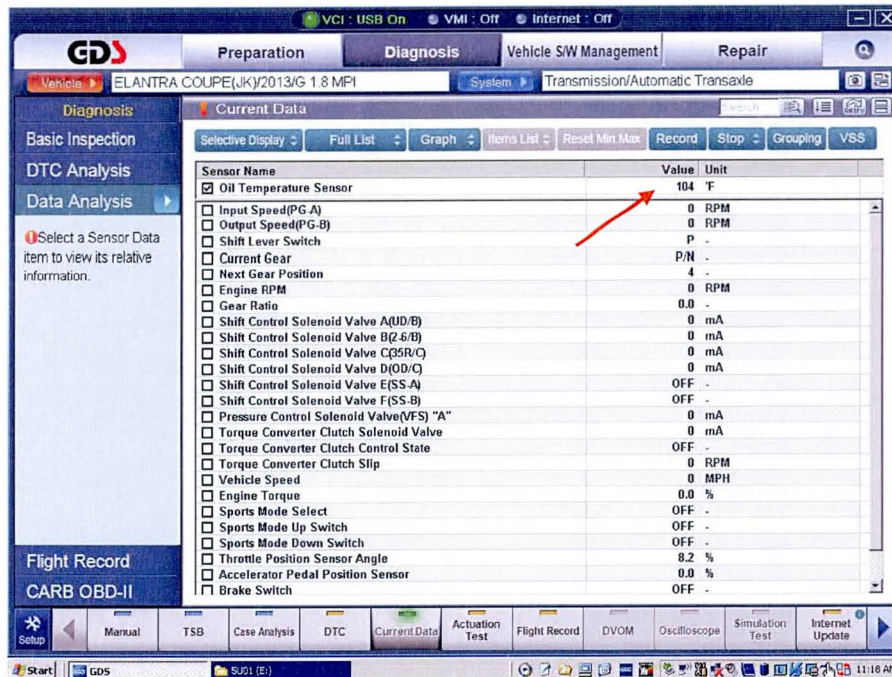 VCI : USB On VMI : Off Internet : Off
GDS Preparation Diagnosis Vehicle S/W Management Repair
Vehicle ELANTRA COUPE(JK)/2013/G 1.8 MPI System Transmission/Automatic Transaxle
Diagnosis
Basic Inspection
DTC Analysis
Data Analysis
Select a Sensor Data
item to view its relative
information.
Flight Record
CARB OBD-II
Current Data Search
Selective Display Full List Graph Items List Reset Min.Max Record Stop Grouping VSS
Sensor Name Value Unit
Oil Temperature Sensor 104 'F
Input Speed(PG-A) 0 RPM
Output Speed(PG-B) 0 RPM
Shift Lever Switch P -
Current Gear P/N -
Next Gear Position 4 -
Engine RPM 0 RPM
Gear Ratio 0.0 -
Shift Control Solenoid Valve A(UD/B) 0 mA
Shift Control Solenoid Valve B(2-6/B) 0 mA
Shift Control Solenoid Valve C(35R/C) 0 mA
Shift Control Solenoid Valve D(OD/C) 0 mA
Shift Control Solenoid Valve E(SS-A) OFF -
Shift Control Solenoid Valve F(SS-B) OFF -
Pressure Control Solenoid Valve(VFS) "A" 0 mA
Torque Converter Clutch Solenoid Valve 0 mA
Torque Converter Clutch Control State OFF -
Torque Converter Clutch Slip 0 RPM
Vehicle Speed 0 MPH
Engine Torque 0.0 %
Sports Mode Select OFF -
Sports Mode Up Switch OFF -
Sports Mode Down Switch OFF -
Throttle Position Sensor Angle 8.2 %
Accelerator Pedal Position Sensor 0.0 %
Brake Switch OFF -
Setup Manual TSB Case Analysis DTC Current Data Actuation Test Flight Record DVOM Oscilloscope Simulation Test Internet Update
Start GDS SU01 (E:) 11:18 AM